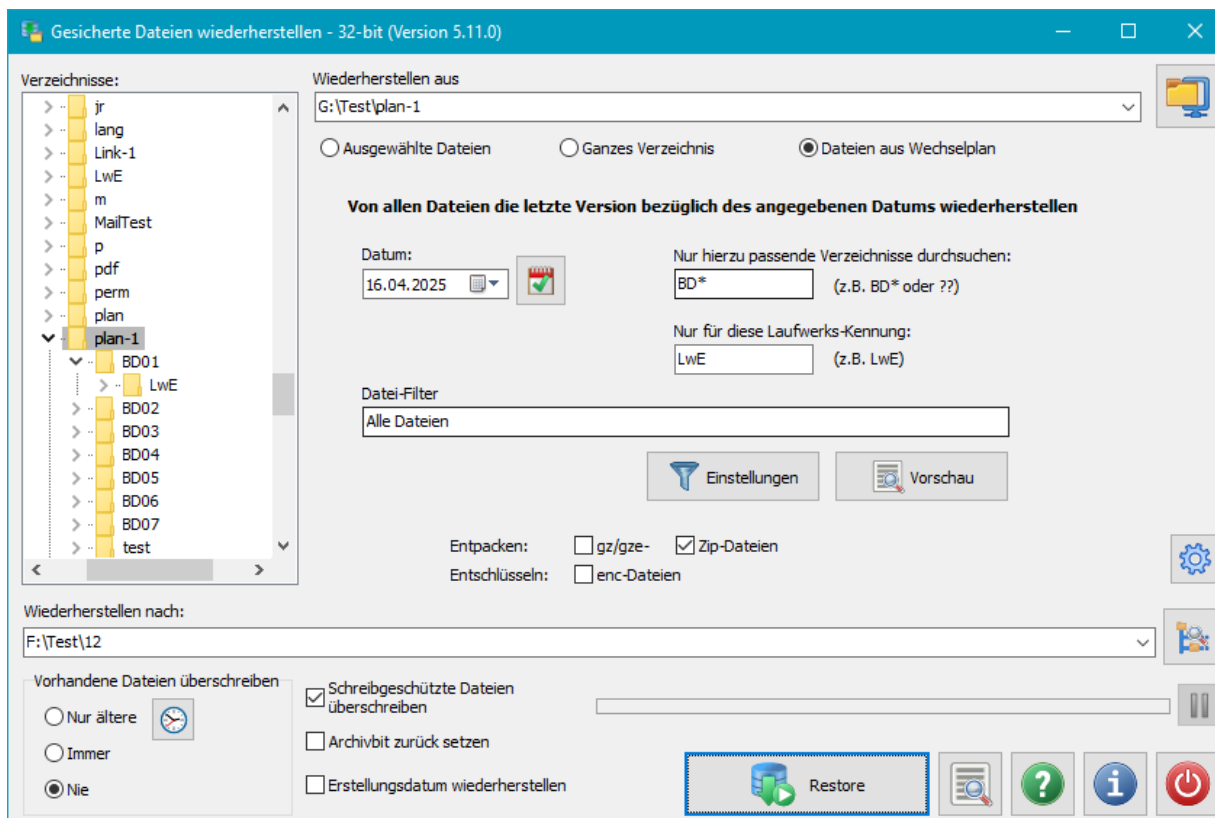 Gesicherte Dateien wiederherstellen - 32-bit (Version 5.11.0)
Verzeichnisse:
jr
lang
Link-1
LwE
m
MailTest
p
pdf
perm
plan
plan-1
BD01
LwE
BD02
BD03
BD04
BD05
BD06
BD07
test
Wiederherstellen aus
G:\Test\plan-1
Ausgewählte Dateien Ganzes Verzeichnis Dateien aus Wechselplan
Von allen Dateien die letzte Version bezüglich des angegebenen Datums wiederherstellen
Datum:
16.04.2025
Nur hierzu passende Verzeichnisse durchsuchen:
BD* (z.B. BD* oder ??)
Nur für diese Laufwerks-Kennung:
LwE (z.B. LwE)
Datei-Filter
Alle Dateien
Einstellungen Vorschau
Entpacken: gz/gze- Zip-Dateien
Entschlüsseln: enc-Dateien
Wiederherstellen nach:
F:\Test\12
Vorhandene Dateien überschreiben
Nur ältere
Immer
Nie
Schreibgeschützte Dateien
überschreiben
Archivbit zurück setzen
Erstellungsdatum wiederherstellen
Restore